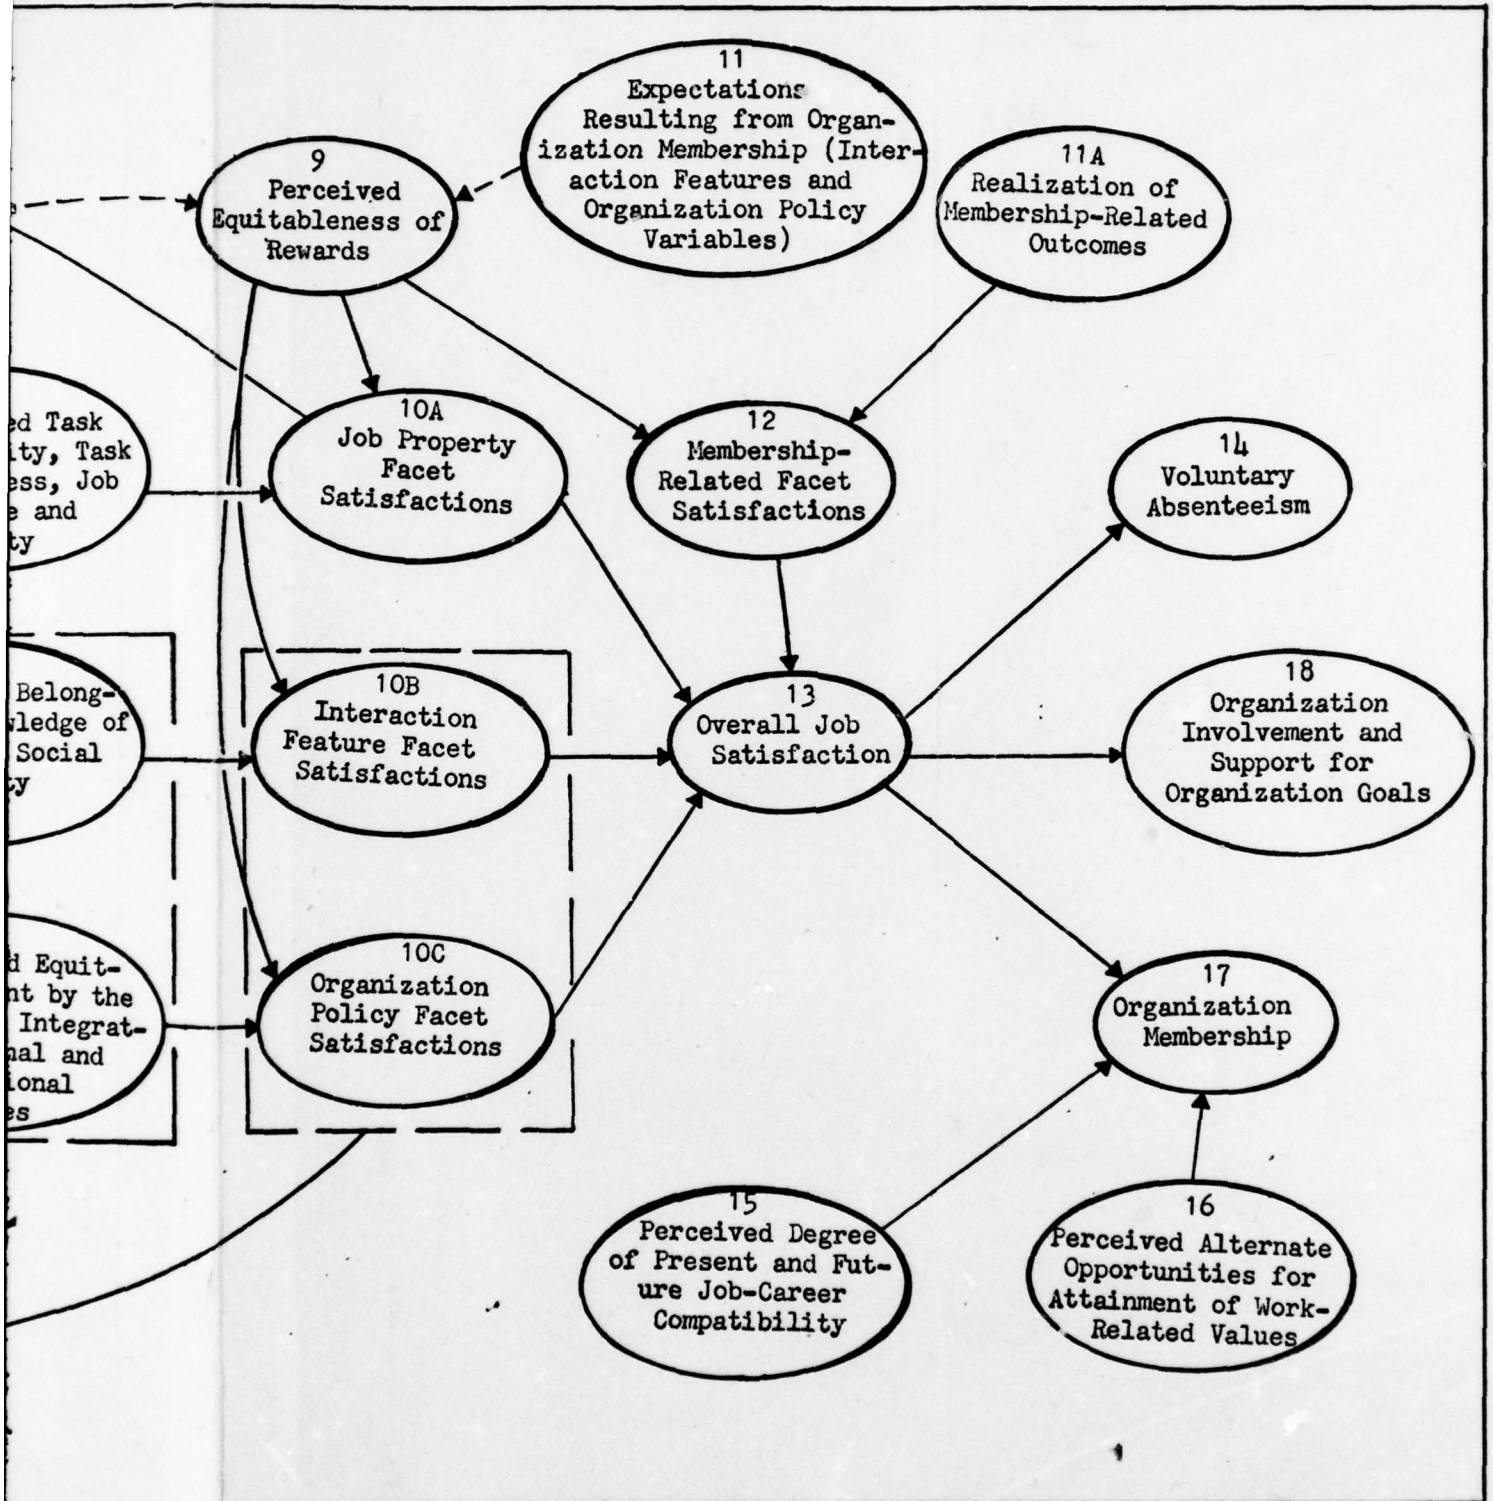 11
Expectations
Resulting from Organ-
ization Membership (Inter-
action Features and
Organization Policy
Variables)
9
Perceived
Equitableness of
Rewards
11A
Realization of
Membership-Related
Outcomes
10A
Job Property
Facet
Satisfactions
12
Membership-
Related Facet
Satisfactions
14
Voluntary
Absenteeism
ed Task
ity, Task
ess, Job
e and
ty
10B
Interaction
Feature Facet
Satisfactions
13
Overall Job
Satisfaction
18
Organization
Involvement and
Support for
Organization Goals
Belong-
wledge of
Social
ty
10C
Organization
Policy Facet
Satisfactions
17
Organization
Membership
d Equit-
nt by the
Integrat-
nal and
ional
es
15
Perceived Degree
of Present and Fut-
ure Job-Career
Compatibility
16
Perceived Alternate
Opportunities for
Attainment of Work-
Related Values